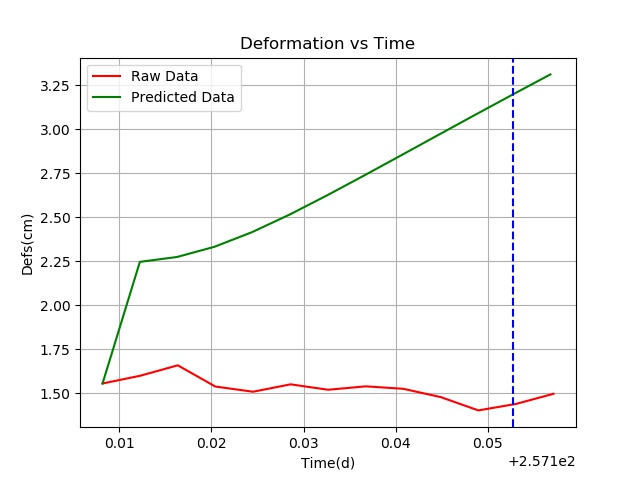 Deformation vs Time
Raw Data
Predicted Data
3.25
3.00
2.75
2.50
2.25
2.00
1.75
1.50
Defs(cm)
0.01 0.02 0.03 0.04 0.05
Time(d)
+2.571e2